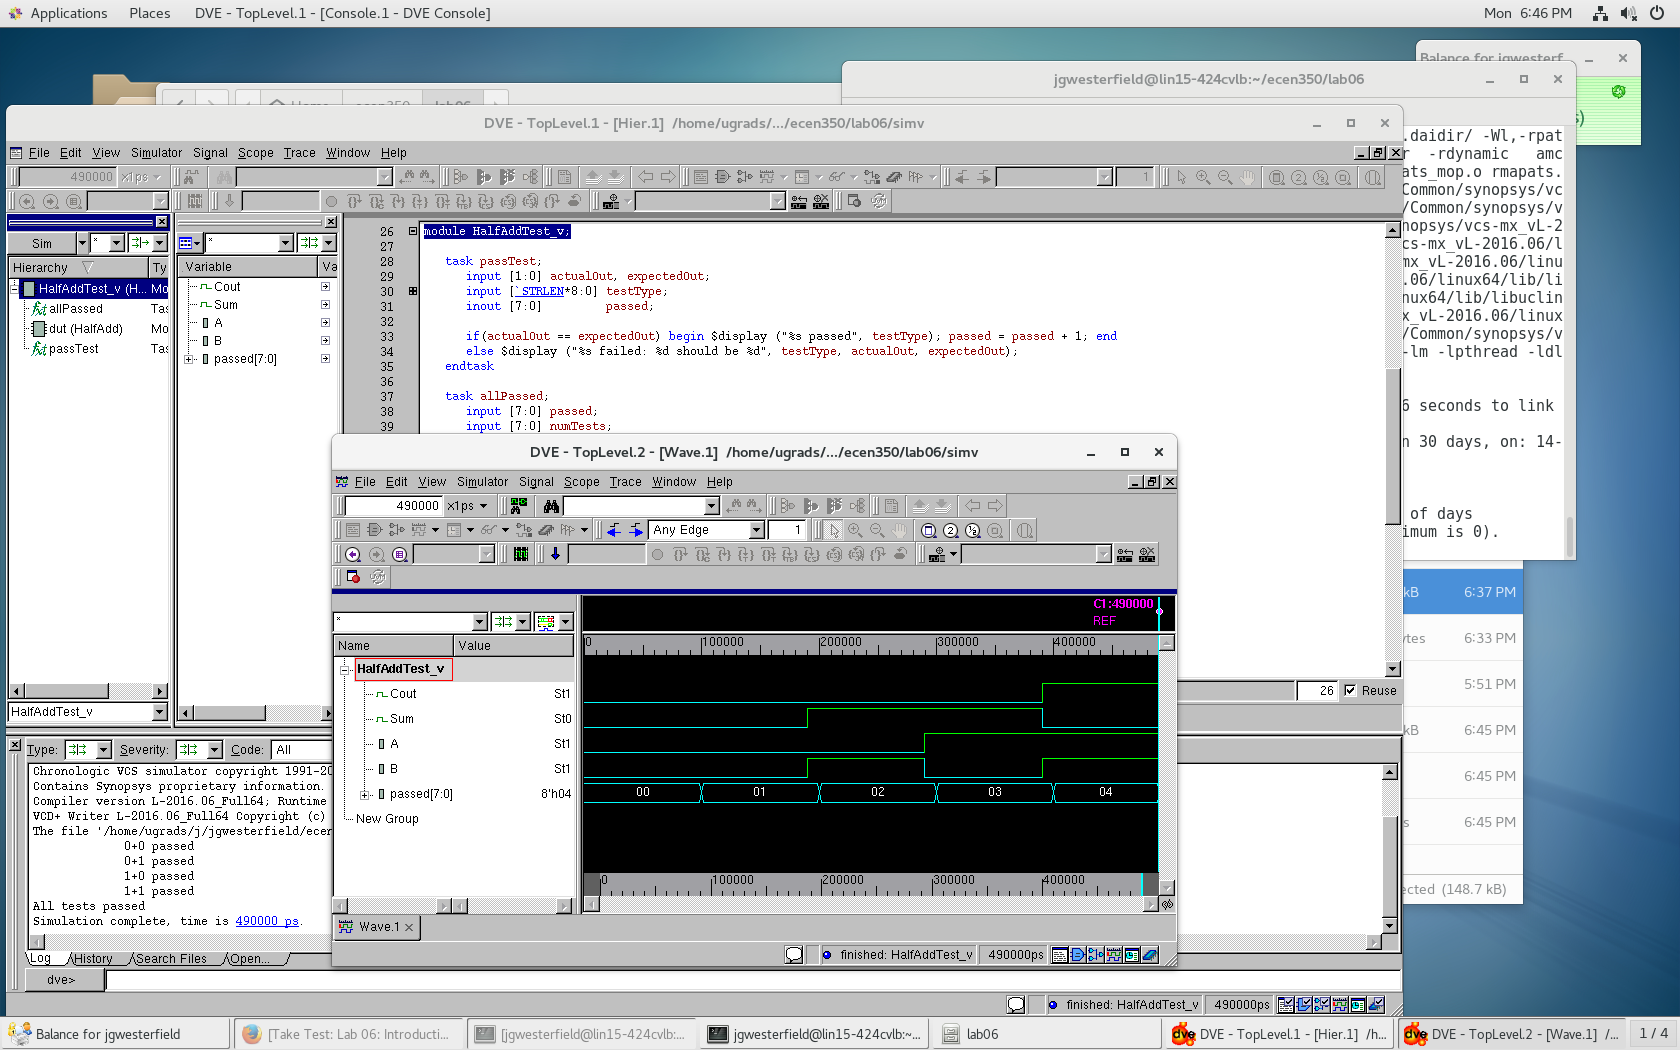 Applications Places DVE - TopLevel.1 - [Console.1 - DVE Console] Mon 6:46 PM
Balance for jgwesterf
jgwesterfield@lin15-424cvlb:~/ecen350/lab06
Home ecen350 lab06
DVE - TopLevel.1 - [Hier.1] /home/ugrads/.../ecen350/lab06/simv
File Edit View Simulator Signal Scope Trace Window Help
490000 x1ps 1
Sim * *
Hierarchy Ty Variable Va
HalfAddTest_v (H... Mo
allPassed Tas
dut (HalfAdd) Mo
passTest Tas
Cout
Sum
A
B
passed[7:0]
26 module HalfAddTest_v;
27
28 task passTest;
29 input [1:0] actualOut, expectedOut;
30 input [`STRLEN*8:0] testType;
31 inout [7:0] passed;
32
33 if(actualOut == expectedOut) begin $display ("%s passed", testType); passed = passed + 1; end
34 else $display ("%s failed: %d should be %d", testType, actualOut, expectedOut);
35 endtask
36
37 task allPassed;
38 input [7:0] passed;
39 input [7:0] numTests;
.daidir/ -Wl,-rpat
r -rdynamic amc
ats_mop.o rmapats.
Common/synopsys/vc
/Common/synopsys/v
nopsys/vcs-mx_vL-2
cs-mx_vL-2016.06/l
mx_vL-2016.06/linu
.06/linux64/lib/li
nux64/lib/libuclin
x_vL-2016.06/linux
/Common/synopsys/v
-lm -lpthread -ldl
6 seconds to link
n 30 days, on: 14-
of days
imum is 0).
kB 6:37 PM
tes 6:33 PM
5:51 PM
kB 6:45 PM
6:45 PM
s 6:45 PM
ected (148.7 kB)
26 Reuse
HalfAddTest_v
DVE - TopLevel.2 - [Wave.1] /home/ugrads/.../ecen350/lab06/simv
File Edit View Simulator Signal Scope Trace Window Help
490000 x1ps
Any Edge 1
C1:490000
REF
*
0 100000 200000 300000 400000
Name Value
HalfAddTest_v
Cout St1
Sum St0
A St1
B St1
passed[7:0] 8'h04 00 01 02 03 04
New Group
0 100000 200000 300000 400000
Wave.1
finished: HalfAddTest_v 490000ps
Type: Severity: Code: All
Chronologic VCS simulator copyright 1991-20
Contains Synopsys proprietary information.
Compiler version L-2016.06_Full64; Runtime
VCD+ Writer L-2016.06_Full64 Copyright (c)
The file '/home/ugrads/j/jgwesterfield/ecen
0+0 passed
0+1 passed
1+0 passed
1+1 passed
All tests passed
Simulation complete, time is 490000 ps.
Log History Search Files Open...
dve>
finished: HalfAddTest_v 490000ps
Balance for jgwesterfield [Take Test: Lab 06: Introducti... [jgwesterfield@lin15-424cvlb:... jgwesterfield@lin15-424cvlb:~... lab06 DVE - TopLevel.1 - [Hier.1] /h... DVE - TopLevel.2 - [Wave.1] /... 1 / 4